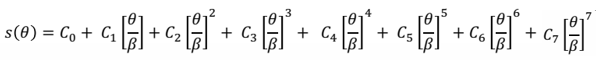 s(θ) = C₀ + C₁ [θ/β] + C₂ [θ/β]² + C₃ [θ/β]³ + C₄ [θ/β]⁴ + C₅ [θ/β]⁵ + C₆ [θ/β]⁶ + C₇ [θ/β]⁷